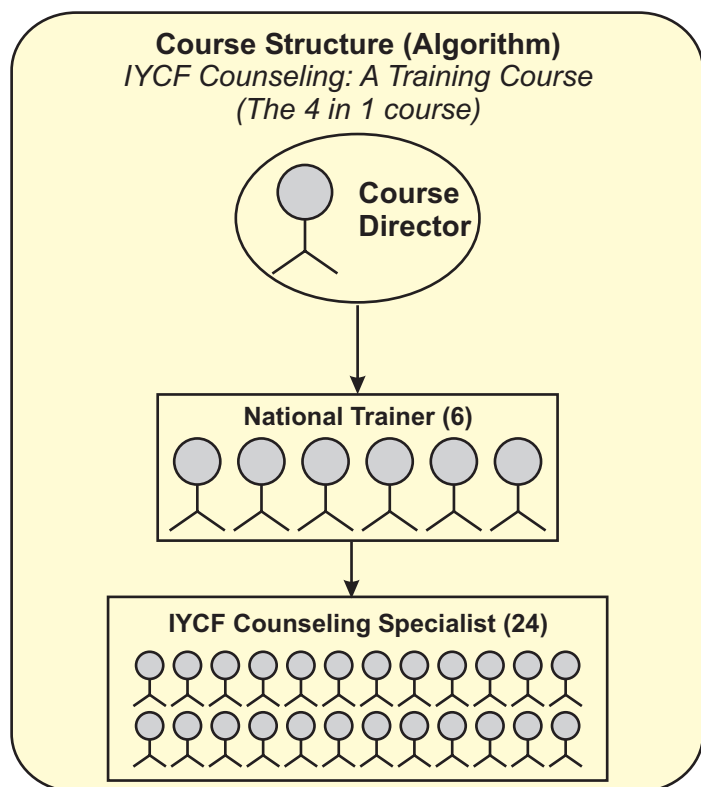 Course Structure (Algorithm)
IYCF Counseling: A Training Course
(The 4 in 1 course)
Course
Director
National Trainer (6)
IYCF Counseling Specialist (24)